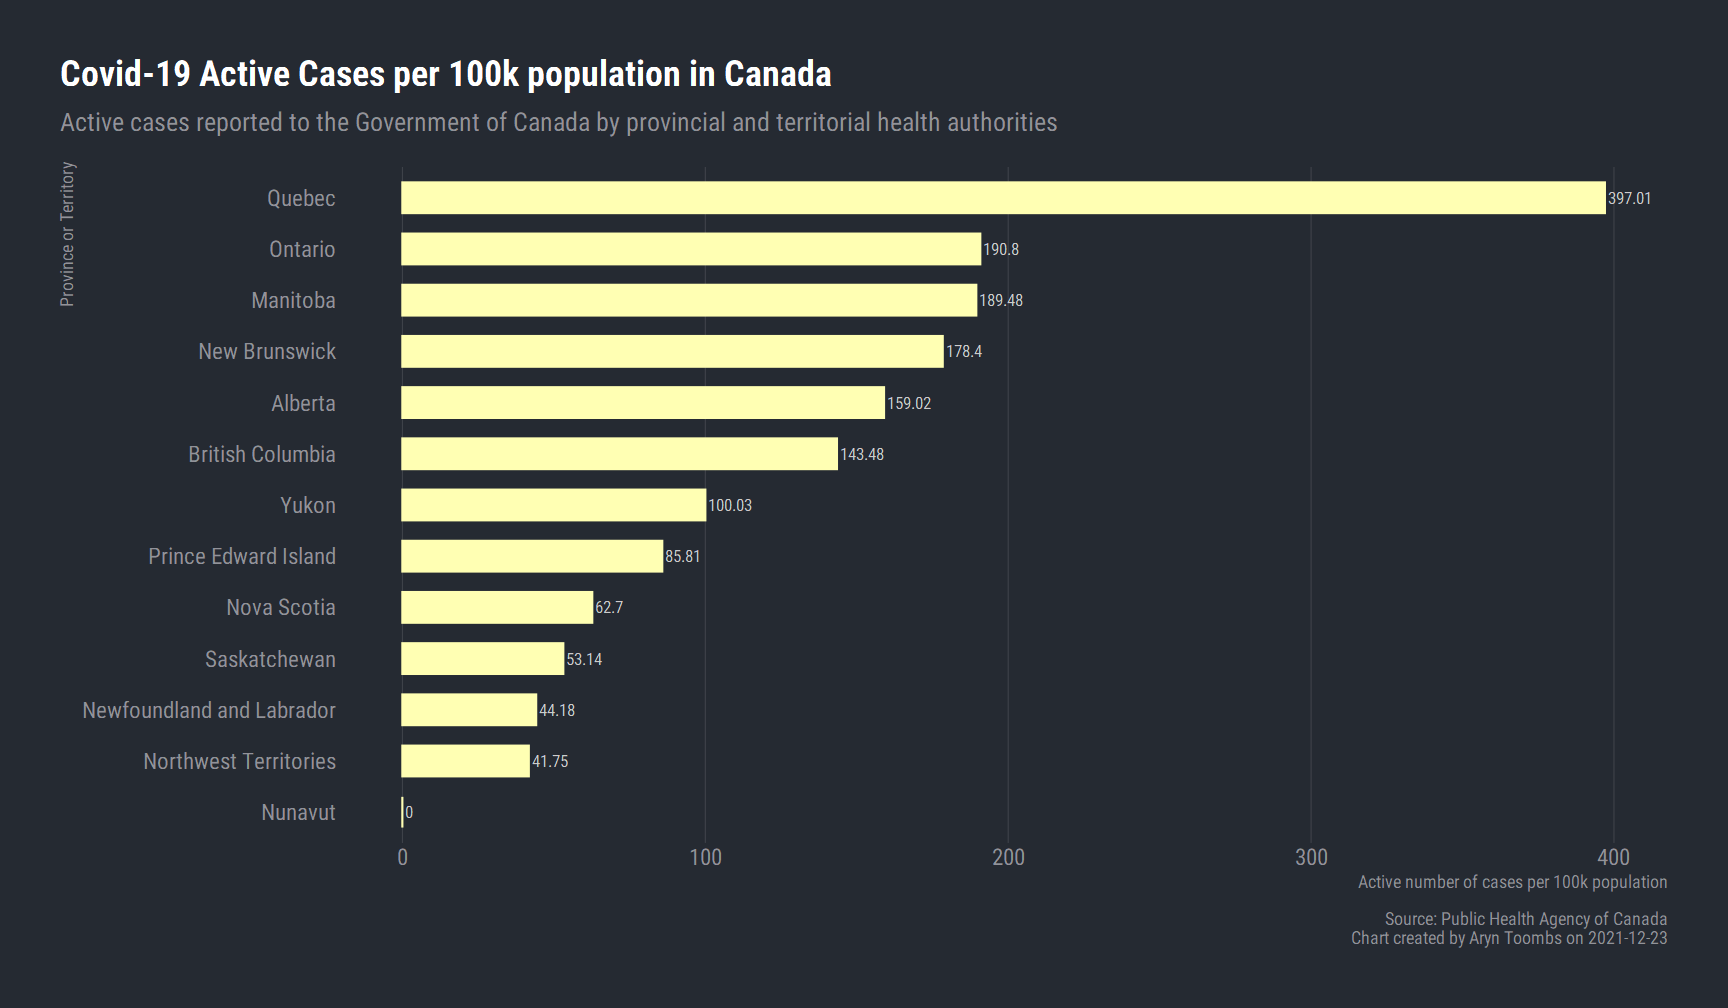 Covid-19 Active Cases per 100k population in Canada
Active cases reported to the Government of Canada by provincial and territorial health authorities
Province or Territory
Quebec 397.01
Ontario 190.8
Manitoba 189.48
New Brunswick 178.4
Alberta 159.02
British Columbia 143.48
Yukon 100.03
Prince Edward Island 85.81
Nova Scotia 62.7
Saskatchewan 53.14
Newfoundland and Labrador 44.18
Northwest Territories 41.75
Nunavut 0
0 100 200 300 400
Active number of cases per 100k population
Source: Public Health Agency of Canada
Chart created by Aryn Toombs on 2021-12-23